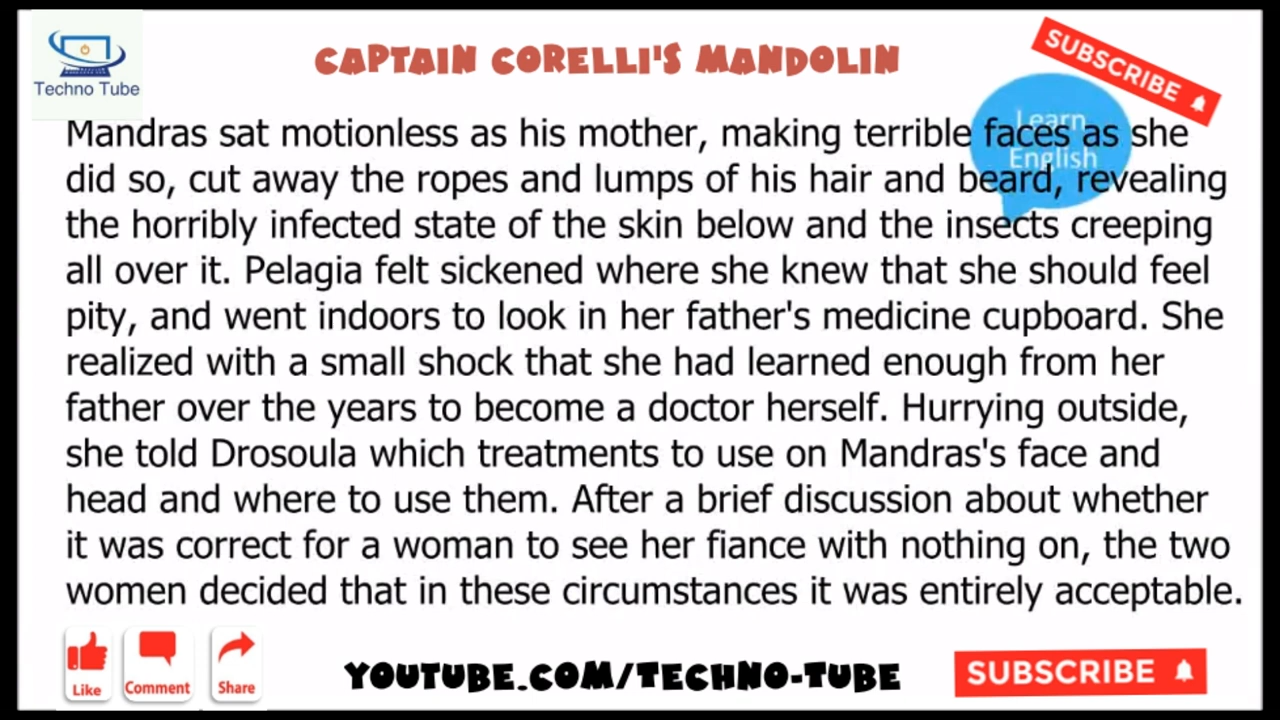 Techno Tube
CAPTAIN CORELLI'S MANDOLIN
SUBSCRIBE
Learn
English
Mandras sat motionless as his mother, making terrible faces as she
did so, cut away the ropes and lumps of his hair and beard, revealing
the horribly infected state of the skin below and the insects creeping
all over it. Pelagia felt sickened where she knew that she should feel
pity, and went indoors to look in her father's medicine cupboard. She
realized with a small shock that she had learned enough from her
father over the years to become a doctor herself. Hurrying outside,
she told Drosoula which treatments to use on Mandras's face and
head and where to use them. After a brief discussion about whether
it was correct for a woman to see her fiance with nothing on, the two
women decided that in these circumstances it was entirely acceptable.
Like
Comment
Share
YOUTUBE.COM/TECHNO-TUBE
SUBSCRIBE